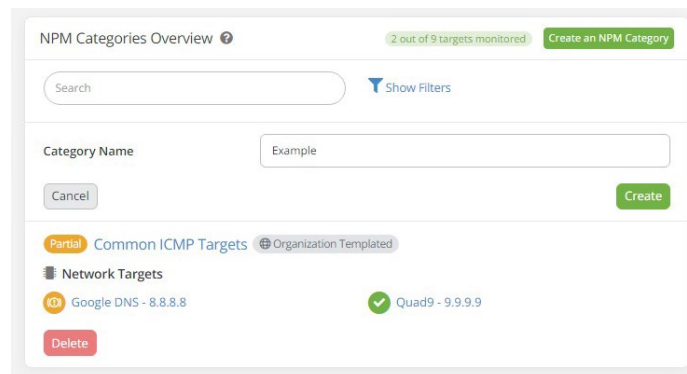 NPM Categories Overview
2 out of 9 targets monitored
Create an NPM Category
Search
Show Filters
Category Name
Example
Cancel
Create
Partial
Common ICMP Targets
Organization Templated
Network Targets
Google DNS - 8.8.8.8
Quad9 - 9.9.9.9
Delete